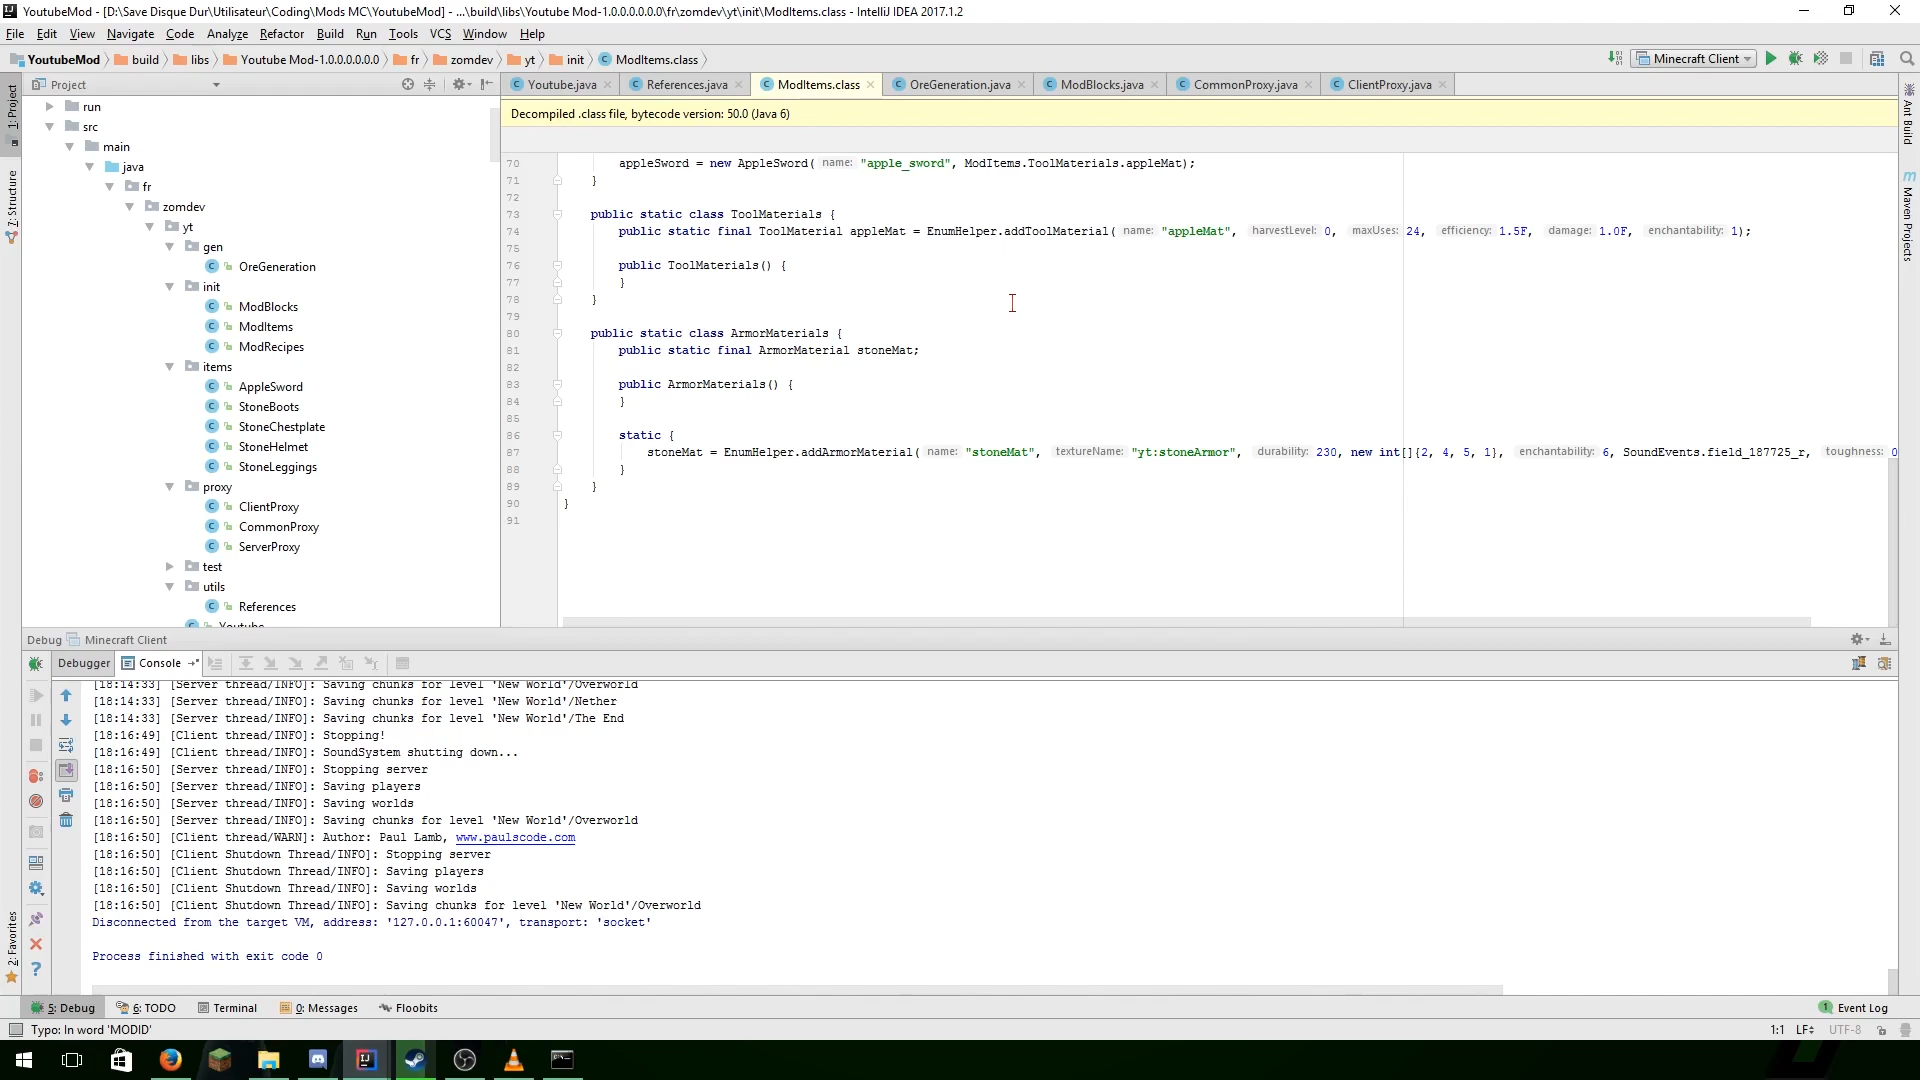 YoutubeMod - [D:\Save Disque Dur\Utilisateur\Coding\Mods MC\YoutubeMod] - ...\build\libs\Youtube Mod-1.0.0.0.0.0\fr\zomdev\yt\init\ModItems.class - IntelliJ IDEA 2017.1.2
File Edit View Navigate Code Analyze Refactor Build Run Tools VCS Window Help
YoutubeMod build libs Youtube Mod-1.0.0.0.0.0 fr zomdev yt init ModItems.class Minecraft Client
Project Youtube.java References.java ModItems.class OreGeneration.java ModBlocks.java CommonProxy.java ClientProxy.java
1: Project
7: Structure
2: Favorites
Ant Build
Maven Projects
run
src
main
java
fr
zomdev
yt
gen
OreGeneration
init
ModBlocks
ModItems
ModRecipes
items
AppleSword
StoneBoots
StoneChestplate
StoneHelmet
StoneLeggings
proxy
ClientProxy
CommonProxy
ServerProxy
test
utils
References
Youtube
Decompiled .class file, bytecode version: 50.0 (Java 6)
70 appleSword = new AppleSword( name: "apple_sword", ModItems.ToolMaterials.appleMat);
71 }
72
73 public static class ToolMaterials {
74 public static final ToolMaterial appleMat = EnumHelper.addToolMaterial( name: "appleMat", harvestLevel: 0, maxUses: 24, efficiency: 1.5F, damage: 1.0F, enchantability: 1);
75
76 public ToolMaterials() {
77 }
78 }
79
80 public static class ArmorMaterials {
81 public static final ArmorMaterial stoneMat;
82
83 public ArmorMaterials() {
84 }
85
86 static {
87 stoneMat = EnumHelper.addArmorMaterial( name: "stoneMat", textureName: "yt:stoneArmor", durability: 230, new int[]{2, 4, 5, 1}, enchantability: 6, SoundEvents.field_187725_r, toughness: 0
88 }
89 }
90 }
91
Debug Minecraft Client
Debugger Console
[18:14:33] [Server thread/INFO]: Saving chunks for level 'New World'/Overworld
[18:14:33] [Server thread/INFO]: Saving chunks for level 'New World'/Nether
[18:14:33] [Server thread/INFO]: Saving chunks for level 'New World'/The End
[18:16:49] [Client thread/INFO]: Stopping!
[18:16:49] [Client thread/INFO]: SoundSystem shutting down...
[18:16:50] [Server thread/INFO]: Stopping server
[18:16:50] [Server thread/INFO]: Saving players
[18:16:50] [Server thread/INFO]: Saving worlds
[18:16:50] [Server thread/INFO]: Saving chunks for level 'New World'/Overworld
[18:16:50] [Client thread/WARN]: Author: Paul Lamb, www.paulscode.com
[18:16:50] [Client Shutdown Thread/INFO]: Stopping server
[18:16:50] [Client Shutdown Thread/INFO]: Saving players
[18:16:50] [Client Shutdown Thread/INFO]: Saving worlds
[18:16:50] [Client Shutdown Thread/INFO]: Saving chunks for level 'New World'/Overworld
Disconnected from the target VM, address: '127.0.0.1:60047', transport: 'socket'
Process finished with exit code 0
5: Debug 6: TODO Terminal 0: Messages Floobits 1 Event Log
Typo: In word 'MODID' 1:1 LF÷ UTF-8